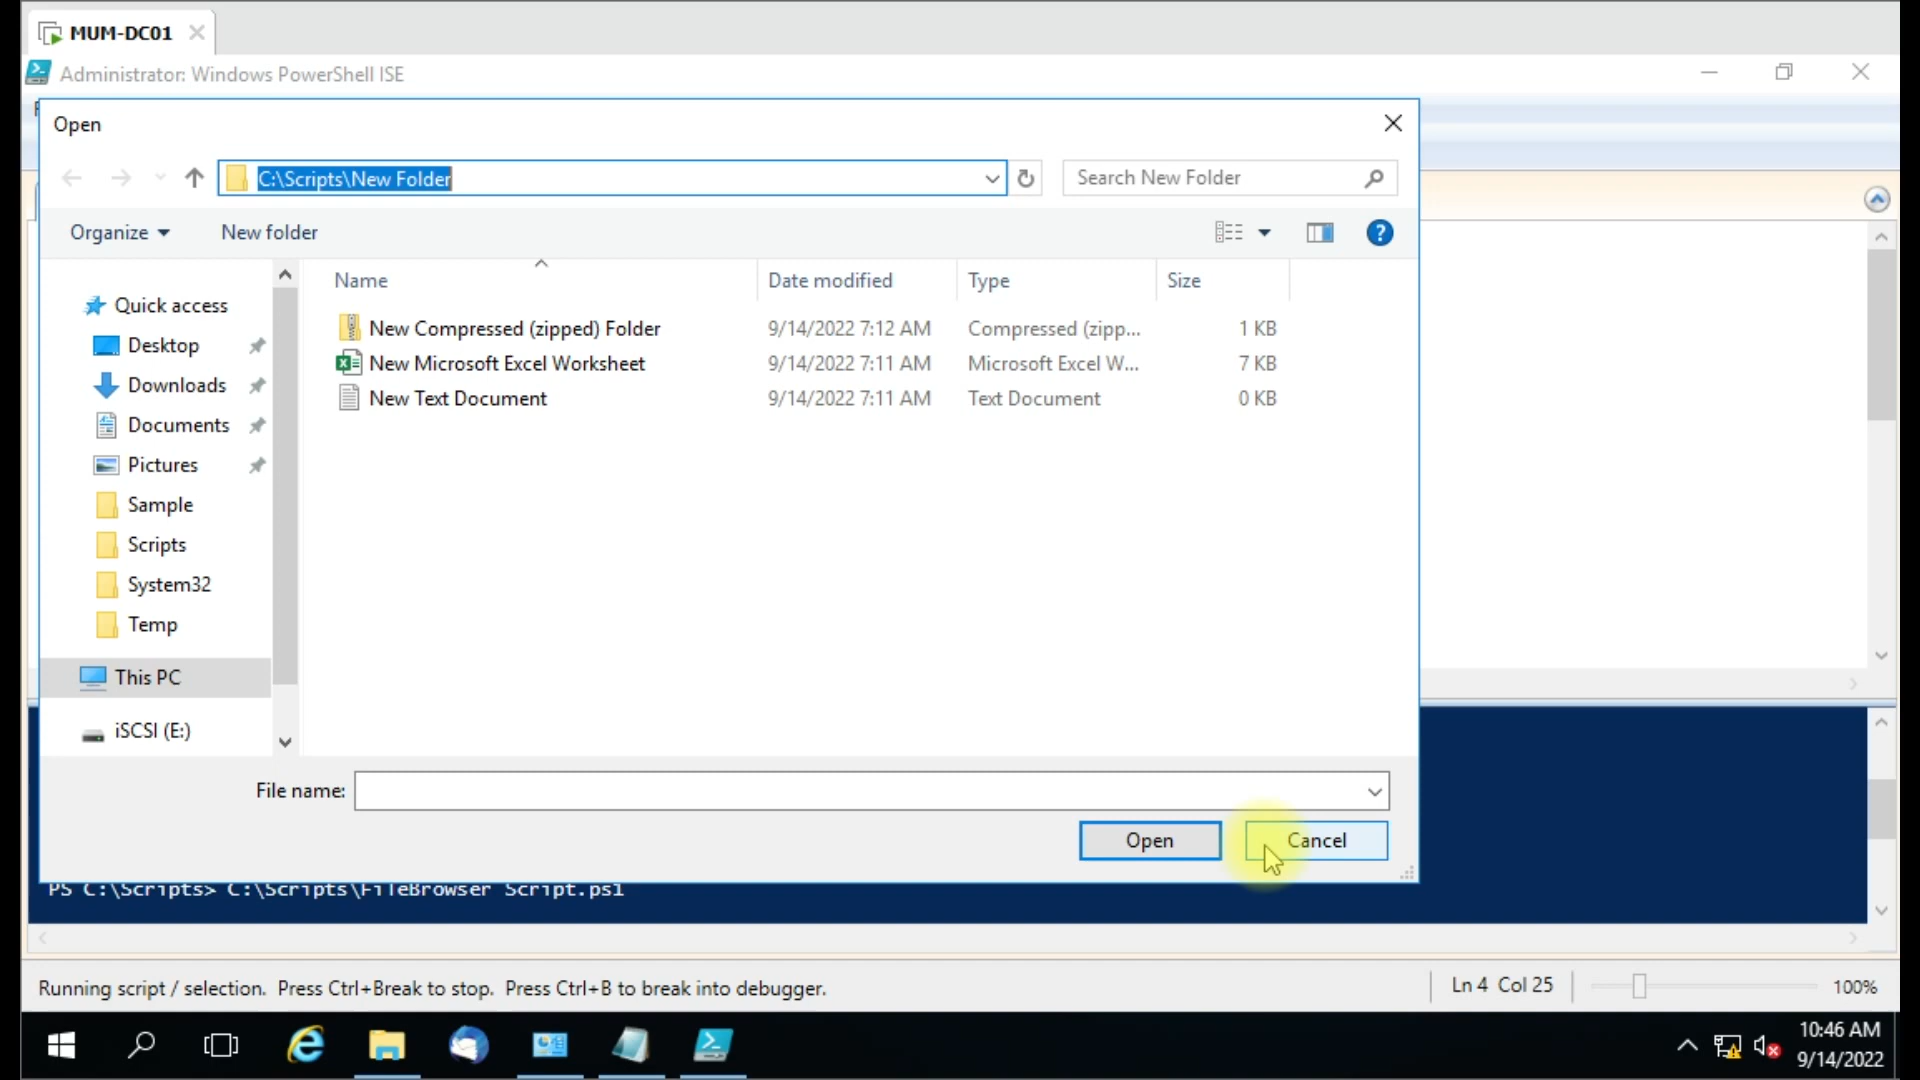 MUM-DC01
Administrator: Windows PowerShell ISE
Open
C:\Scripts\New Folder
Search New Folder
Organize
New folder
?
Name
Date modified
Type
Size
Quick access
Desktop
Downloads
Documents
Pictures
Sample
Scripts
System32
Temp
This PC
iSCSI (E:)
New Compressed (zipped) Folder 9/14/2022 7:12 AM Compressed (zipp... 1 KB
New Microsoft Excel Worksheet 9/14/2022 7:11 AM Microsoft Excel W... 7 KB
New Text Document 9/14/2022 7:11 AM Text Document 0 KB
File name:
Open
Cancel
PS C:\Scripts> C:\Scripts\FileBrowser Script.ps1
Running script / selection. Press Ctrl+Break to stop. Press Ctrl+B to break into debugger.
Ln 4 Col 25
100%
10:46 AM
9/14/2022